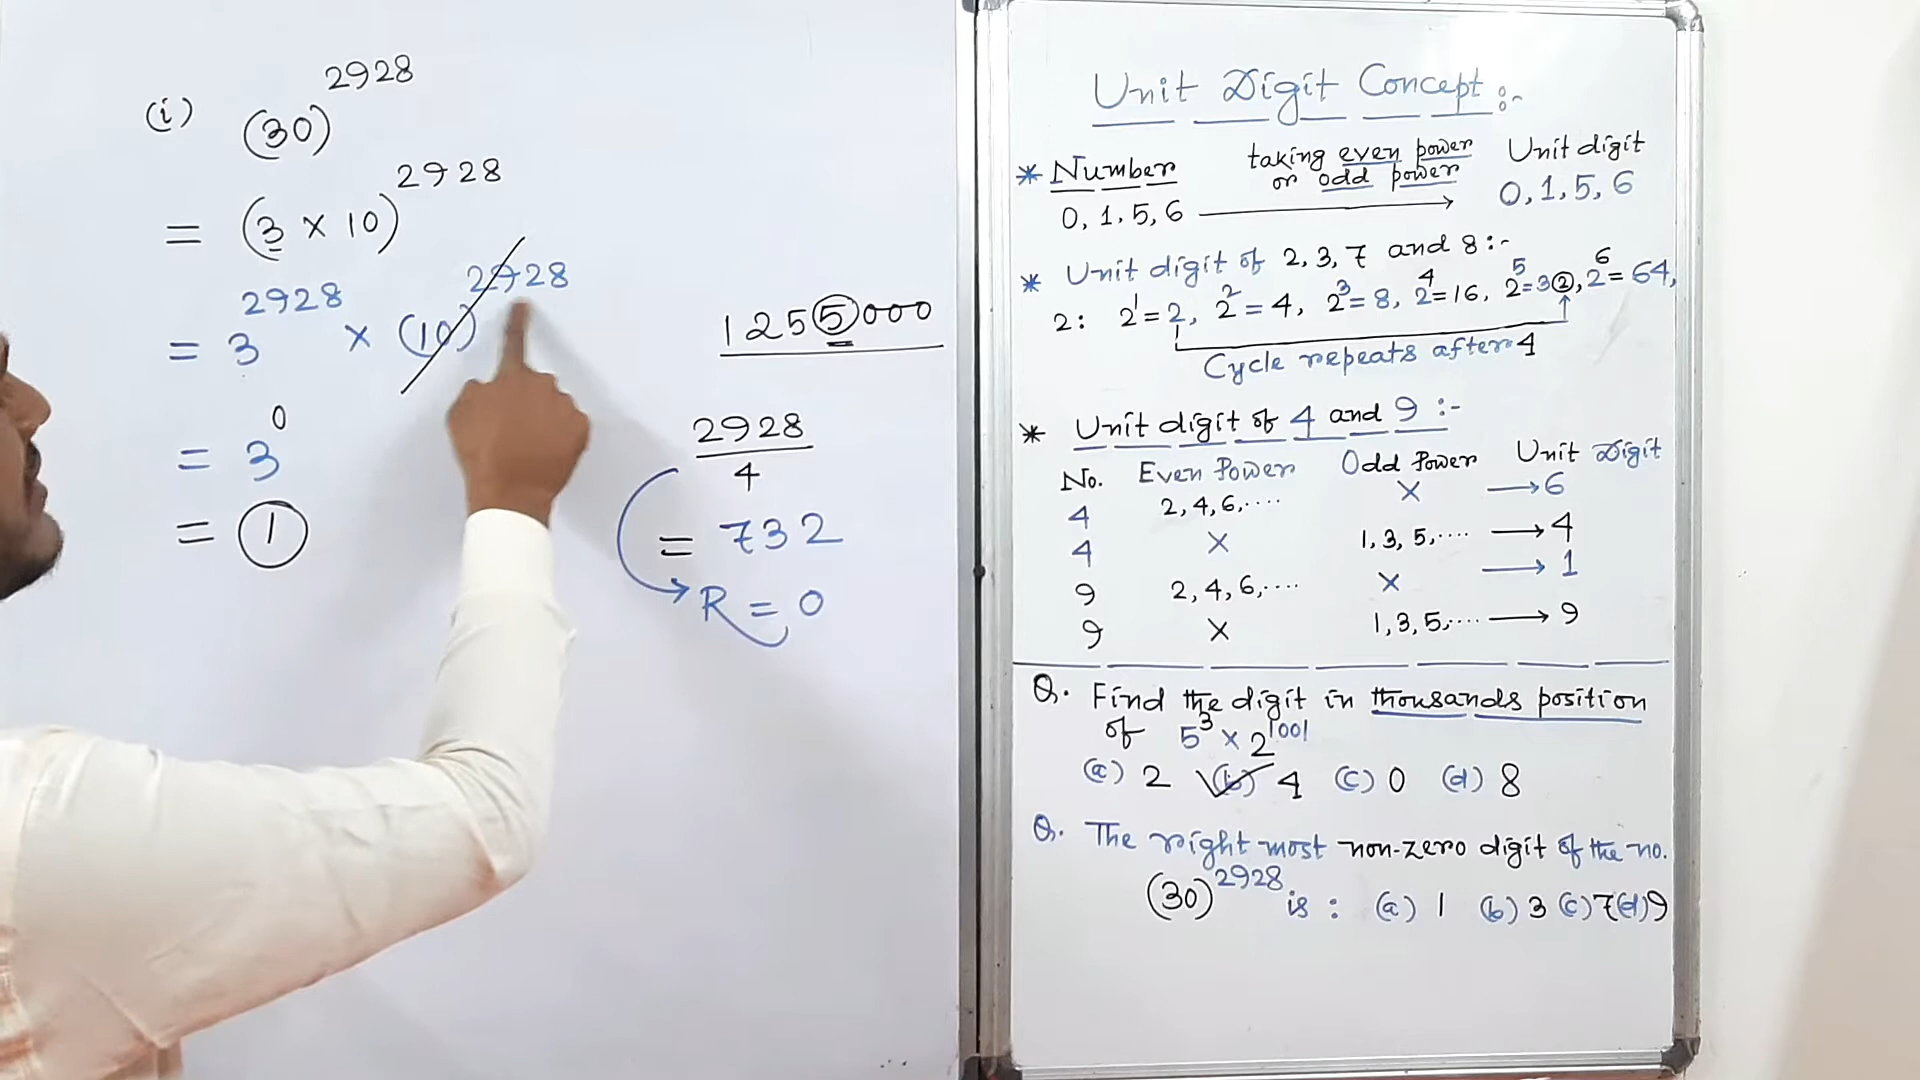 (i) (30)^2928
= (3 × 10)^2928
= 3^2928 × (10)^2928
= 3^0
= 1
1255000
2928
4
= 732
R = 0
Unit Digit Concept :-
* Number taking even power or odd power Unit digit
0, 1, 5, 6 ⟶ 0, 1, 5, 6
* Unit digit of 2, 3, 7 and 8 :-
2: 2^1 = 2, 2^2 = 4, 2^3 = 8, 2^4 = 16, 2^5 = 32, 2^6 = 64,
Cycle repeats after 4
* Unit digit of 4 and 9 :-
No. Even Power Odd Power Unit Digit
4 2, 4, 6, .... × ⟶ 6
4 × 1, 3, 5, .... ⟶ 4
9 2, 4, 6, .... × ⟶ 1
9 × 1, 3, 5, .... ⟶ 9
Q. Find the digit in thousands position
of 5^3 × 2^1001
(a) 2 (b) 4 (c) 0 (d) 8
Q. The right most non-zero digit of the no.
(30)^2928 is : (a) 1 (b) 3 (c) 7 (d) 9